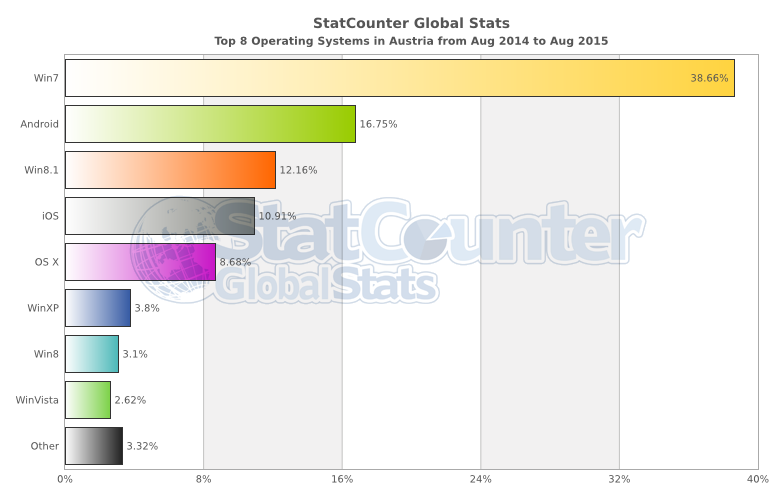 StatCounter Global Stats
Top 8 Operating Systems in Austria from Aug 2014 to Aug 2015
Win7 38.66%
Android 16.75%
Win8.1 12.16%
iOS 10.91%
StatCounter
OS X 8.68%
GlobalStats
WinXP 3.8%
Win8 3.1%
WinVista 2.62%
Other 3.32%
0% 8% 16% 24% 32% 40%